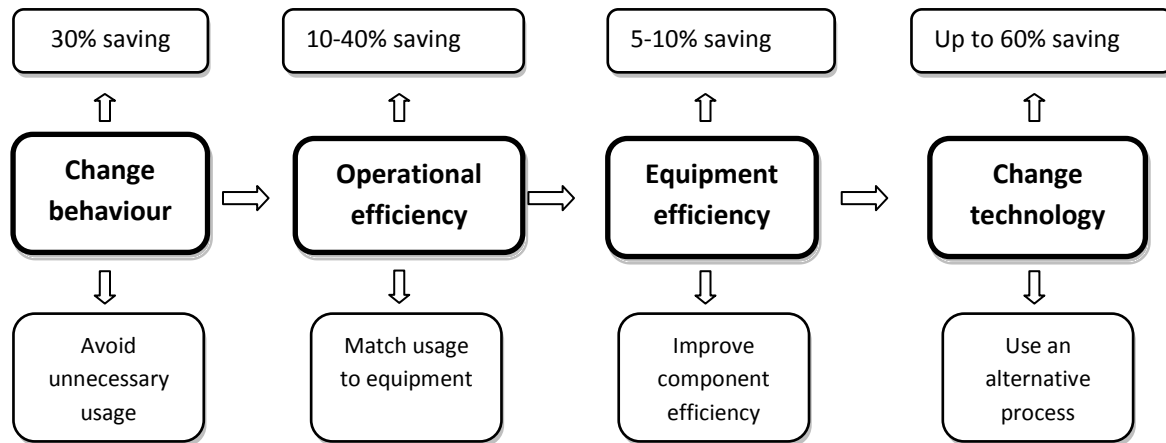 30% saving
10-40% saving
5-10% saving
Up to 60% saving
Change
behaviour
Operational
efficiency
Equipment
efficiency
Change
technology
Avoid
unnecessary
usage
Match usage
to equipment
Improve
component
efficiency
Use an
alternative
process